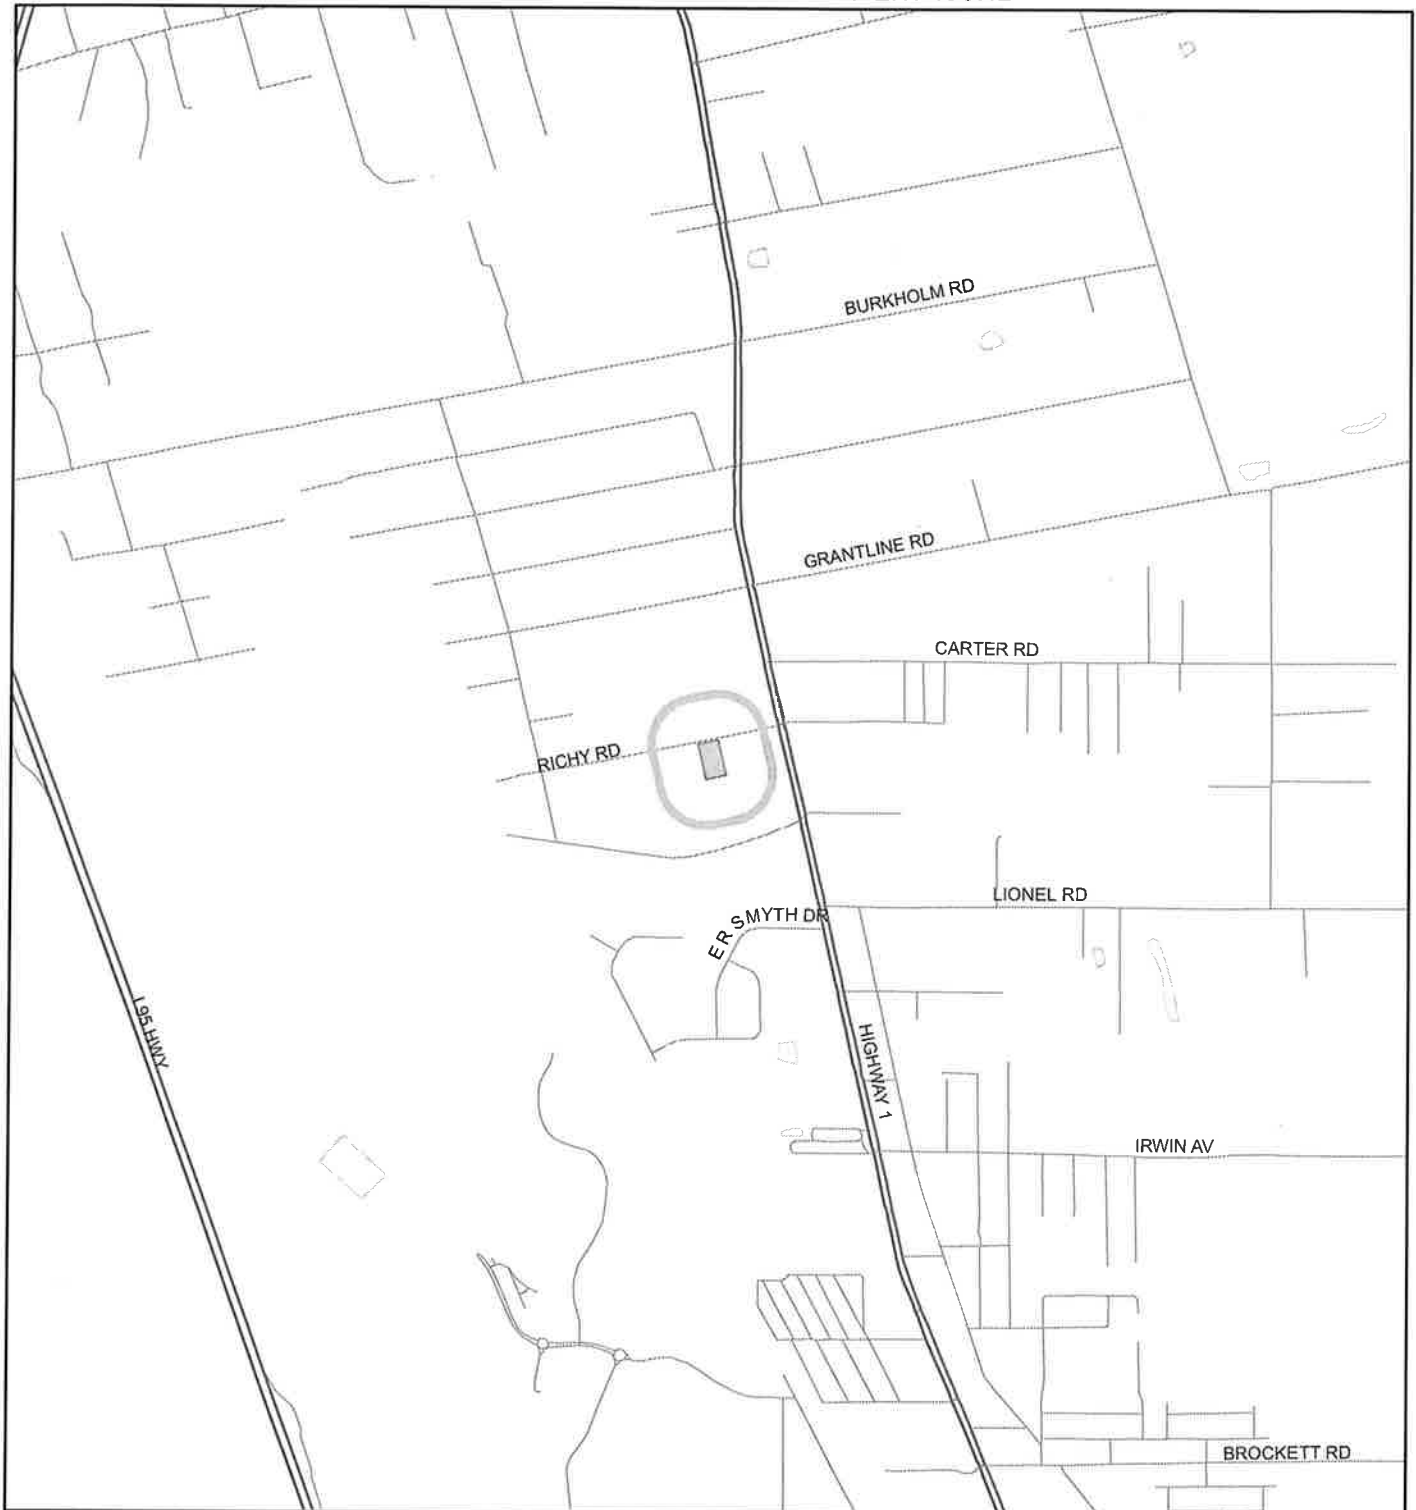 BURKHOLM RD
GRANTLINE RD
CARTER RD
RICHY RD
LIONEL RD
E R SMYTH DR
I 95 HWY
HIGHWAY 1
IRWIN AV
BROCKETT RD